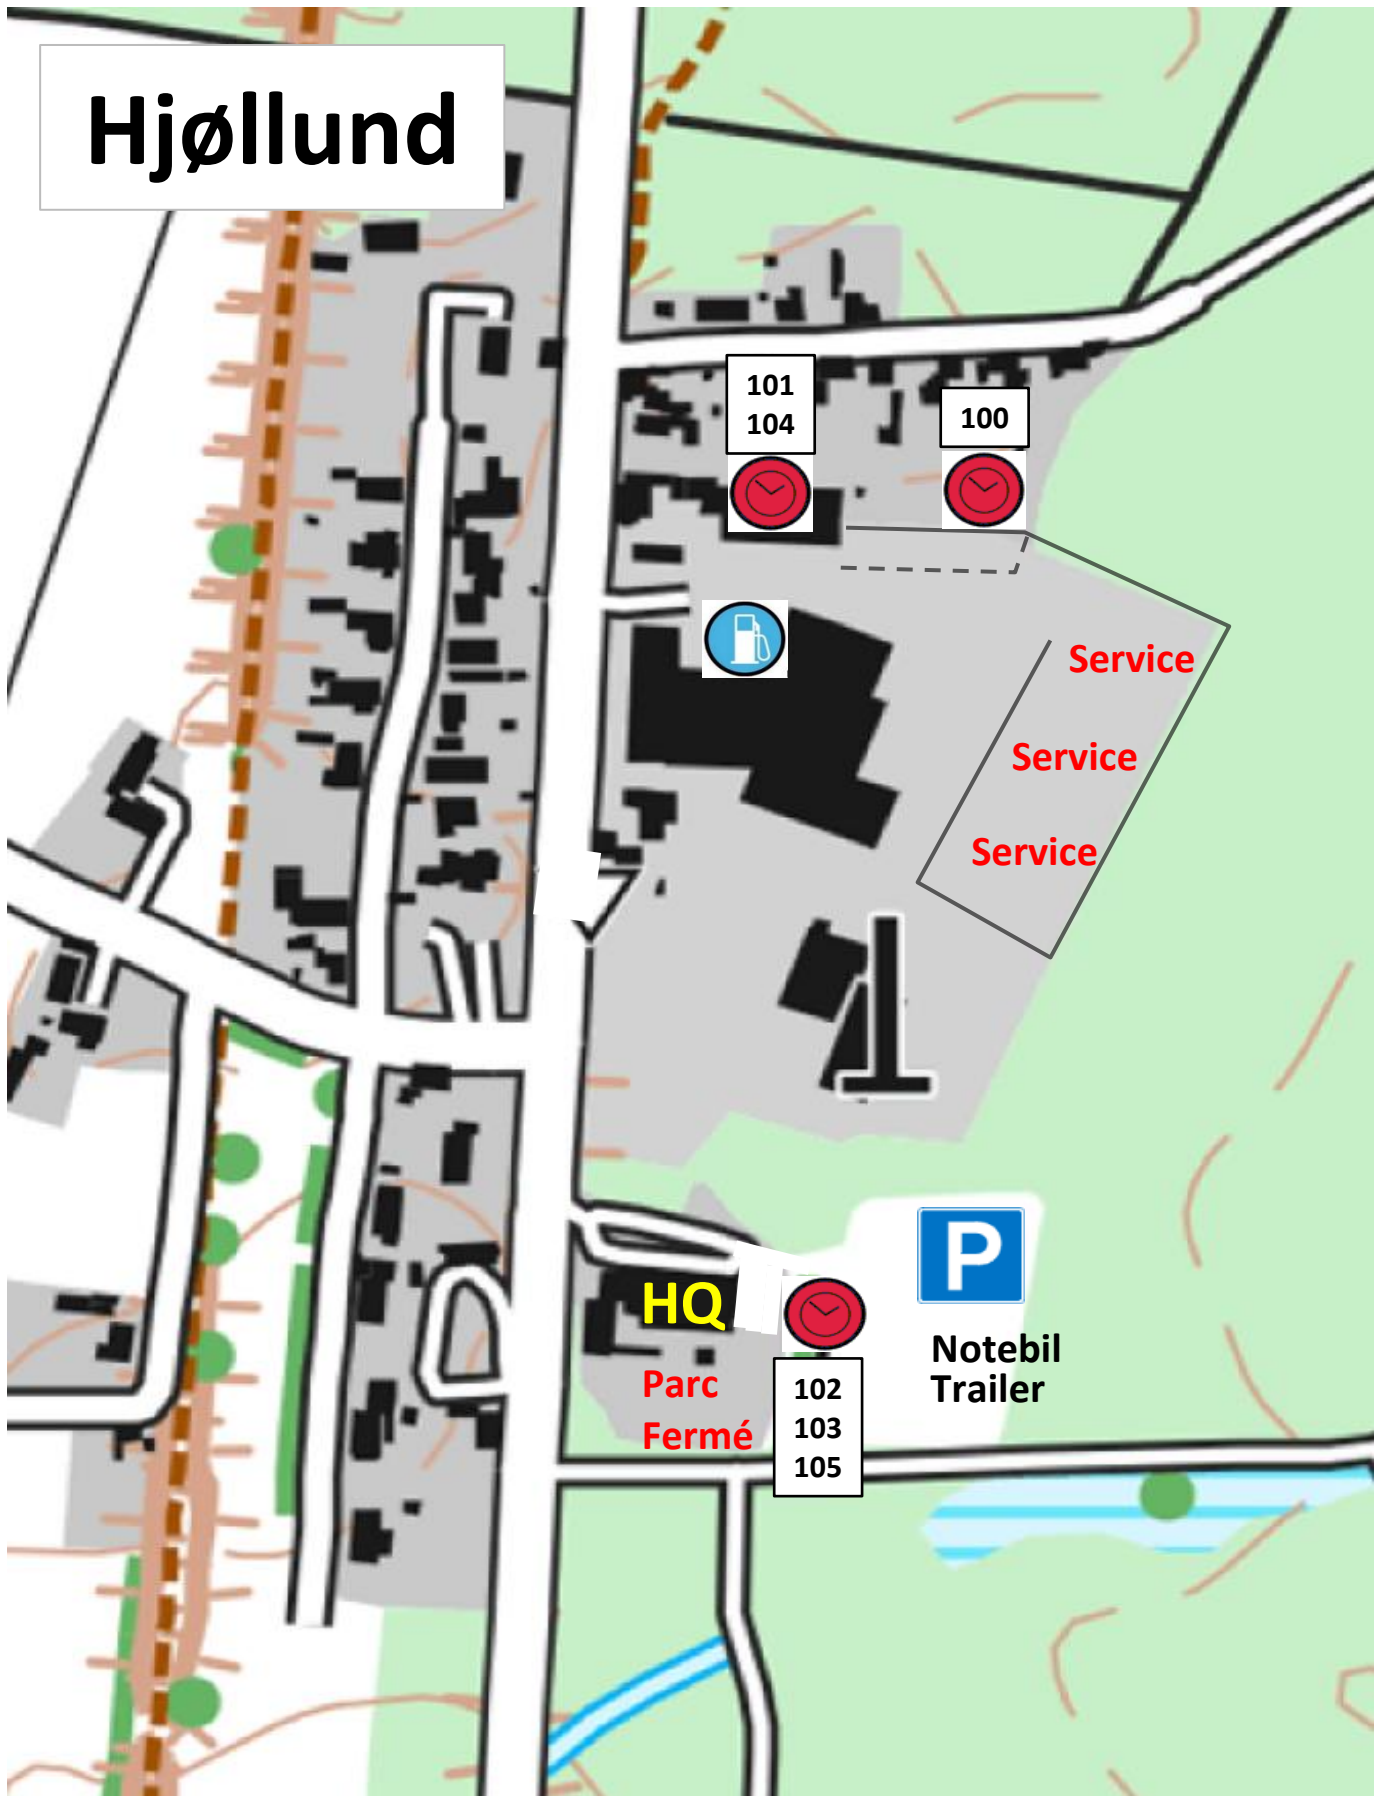 Hjøllund
101
104
100
Service
Service
Service
P
HQ
Notebil
Trailer
Parc
Fermé
102
103
105